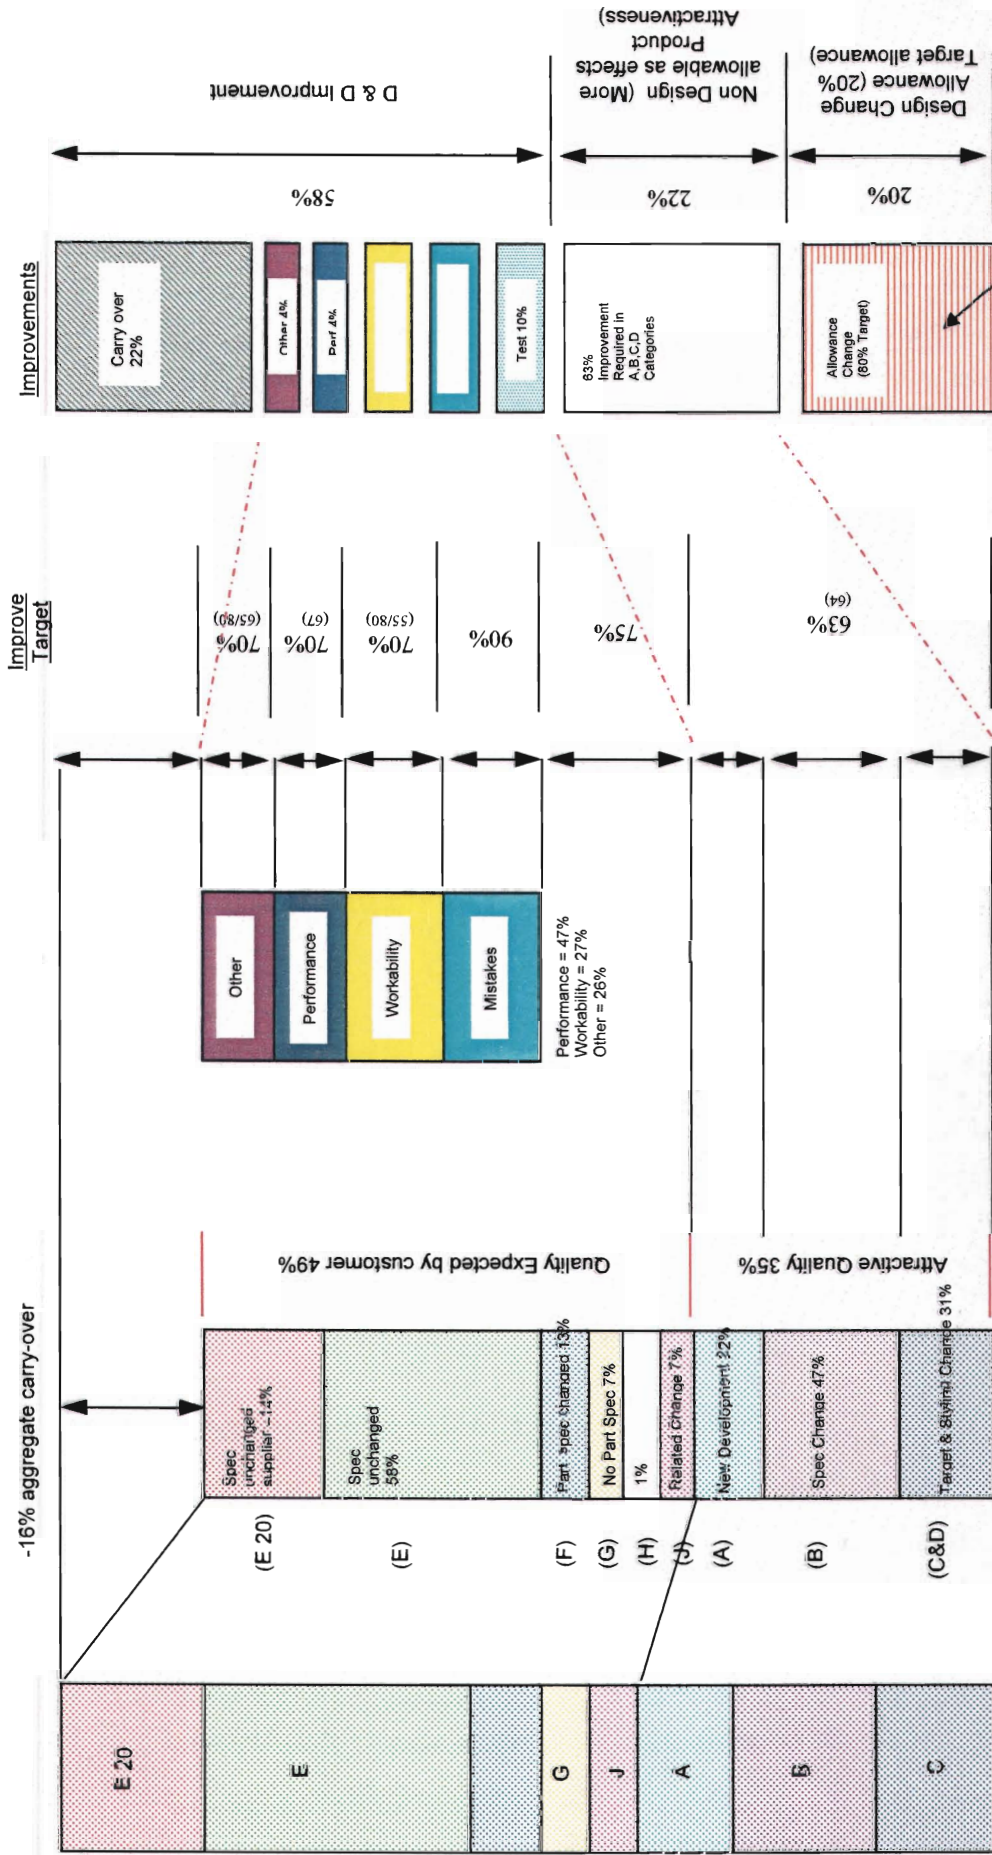 -16% aggregate carry-over
Improve
Target
Improvements
E 20
E
G
J
A
B
C
(E 20)
(E)
(F)
(G)
(H)
(J)
(A)
(B)
(C&D)
Spec
unchanged
supplier -14%
Spec
unchanged
58%
Part Spec changed 13%
No Part Spec 7%
1%
Related Change 7%
New Development 22%
Spec Change 47%
Target & Styling Change 31%
Quality Expected by customer 49%
Attractive Quality 35%
Other
Performance
Workability
Mistakes
Performance = 47%
Workability = 27%
Other = 26%
70%
(65/80)
70%
(67)
70%
(55/80)
90%
75%
63%
(64)
Carry over
22%
Other 4%
Perf 4%
Test 10%
63%
Improvement
Required in
A,B,C,D
Categories
Allowance
Change
(80% Target)
58%
22%
20%
D & D Improvement
Non Design (More
allowable as effects
Product
Attractiveness)
Design Change
Allowance (20%
Target allowance)